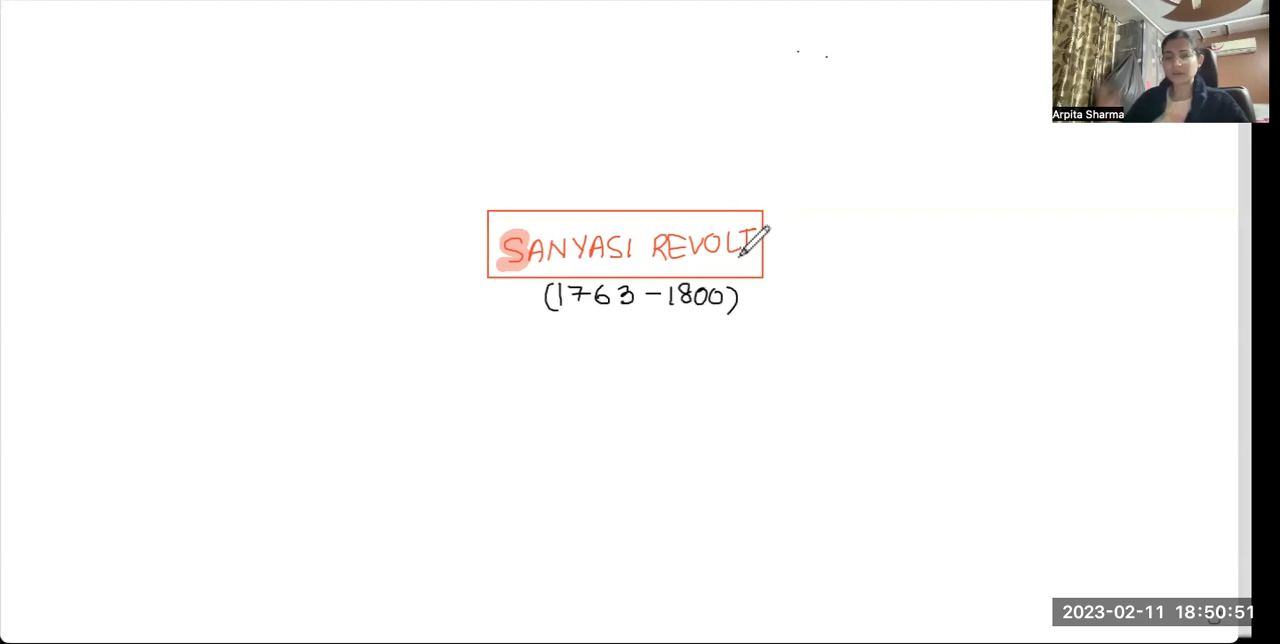 Arpita Sharma
SANYASI REVOLT
(1763-1800)
2023-02-11 18:50:51